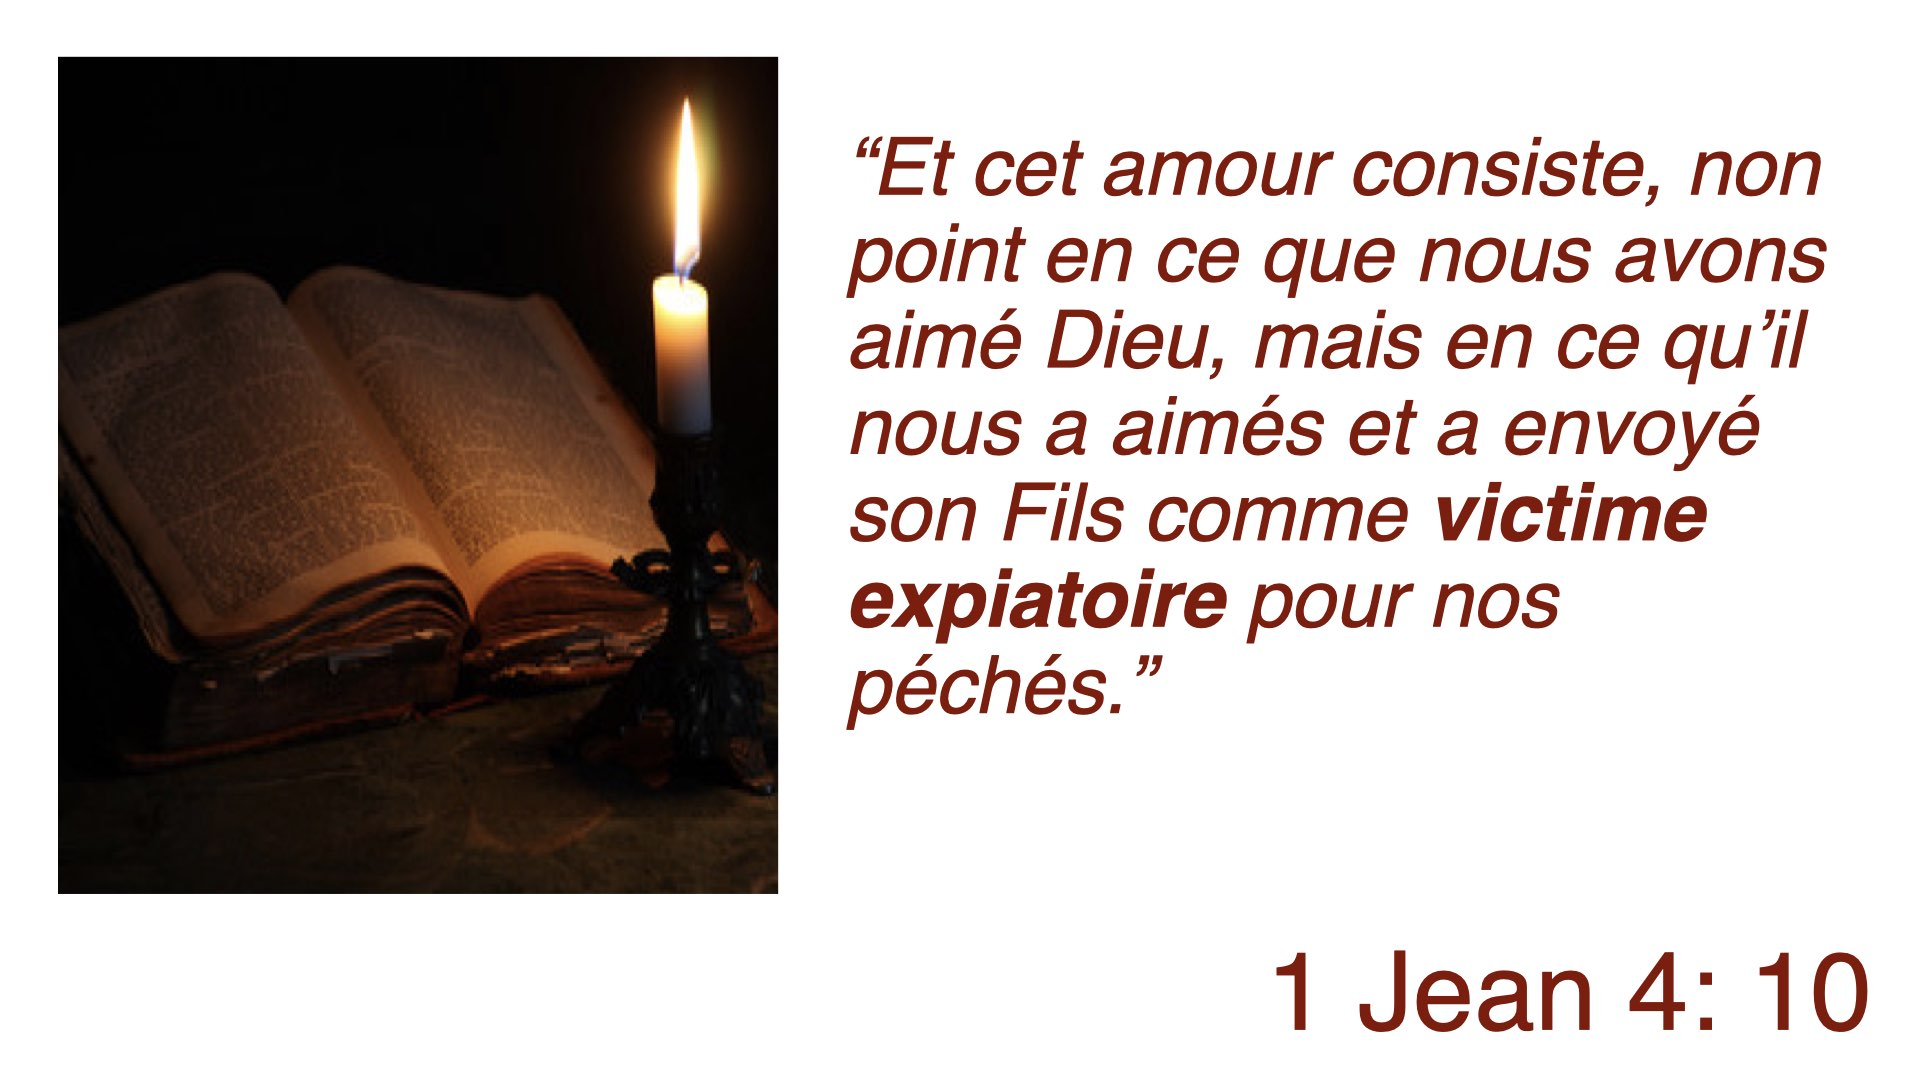 “Et cet amour consiste, non
point en ce que nous avons
aimé Dieu, mais en ce qu’il
nous a aimés et a envoyé
son Fils comme victime
expiatoire pour nos
péchés.”
1 Jean 4: 10